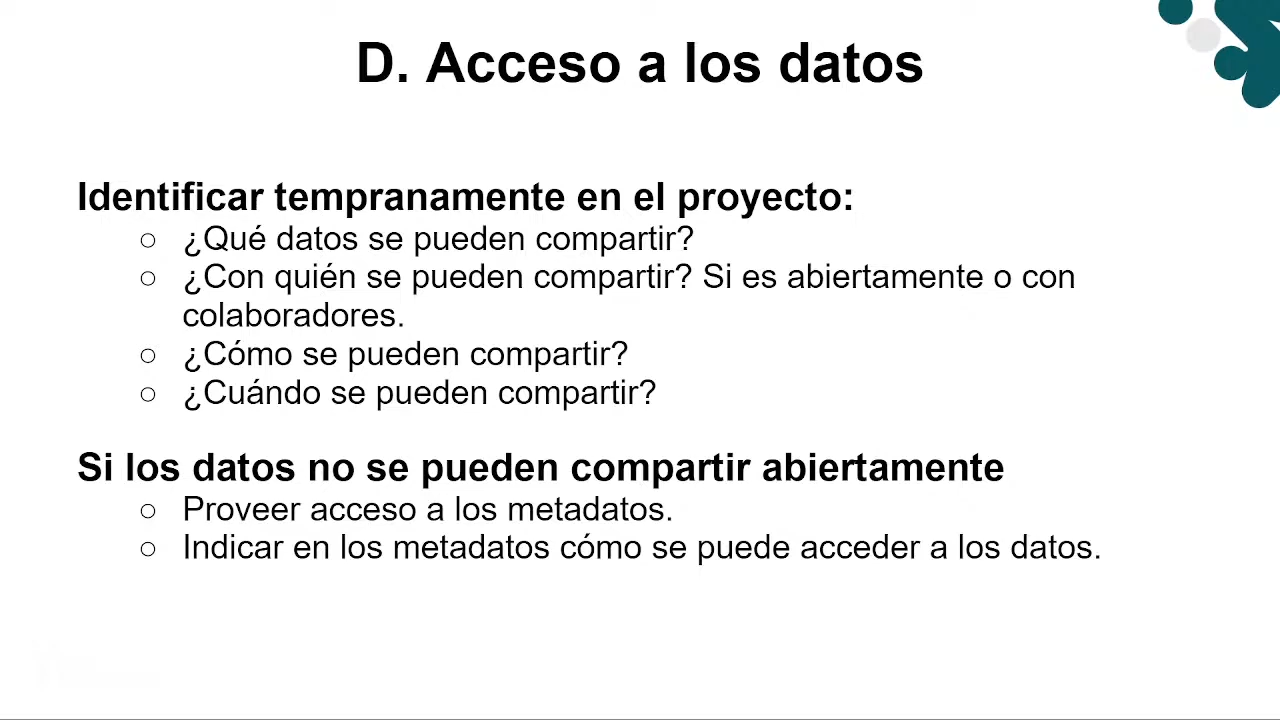 D. Acceso a los datos
Identificar tempranamente en el proyecto:
○ ¿Qué datos se pueden compartir?
○ ¿Con quién se pueden compartir? Si es abiertamente o con
colaboradores.
○ ¿Cómo se pueden compartir?
○ ¿Cuándo se pueden compartir?
Si los datos no se pueden compartir abiertamente
○ Proveer acceso a los metadatos.
○ Indicar en los metadatos cómo se puede acceder a los datos.